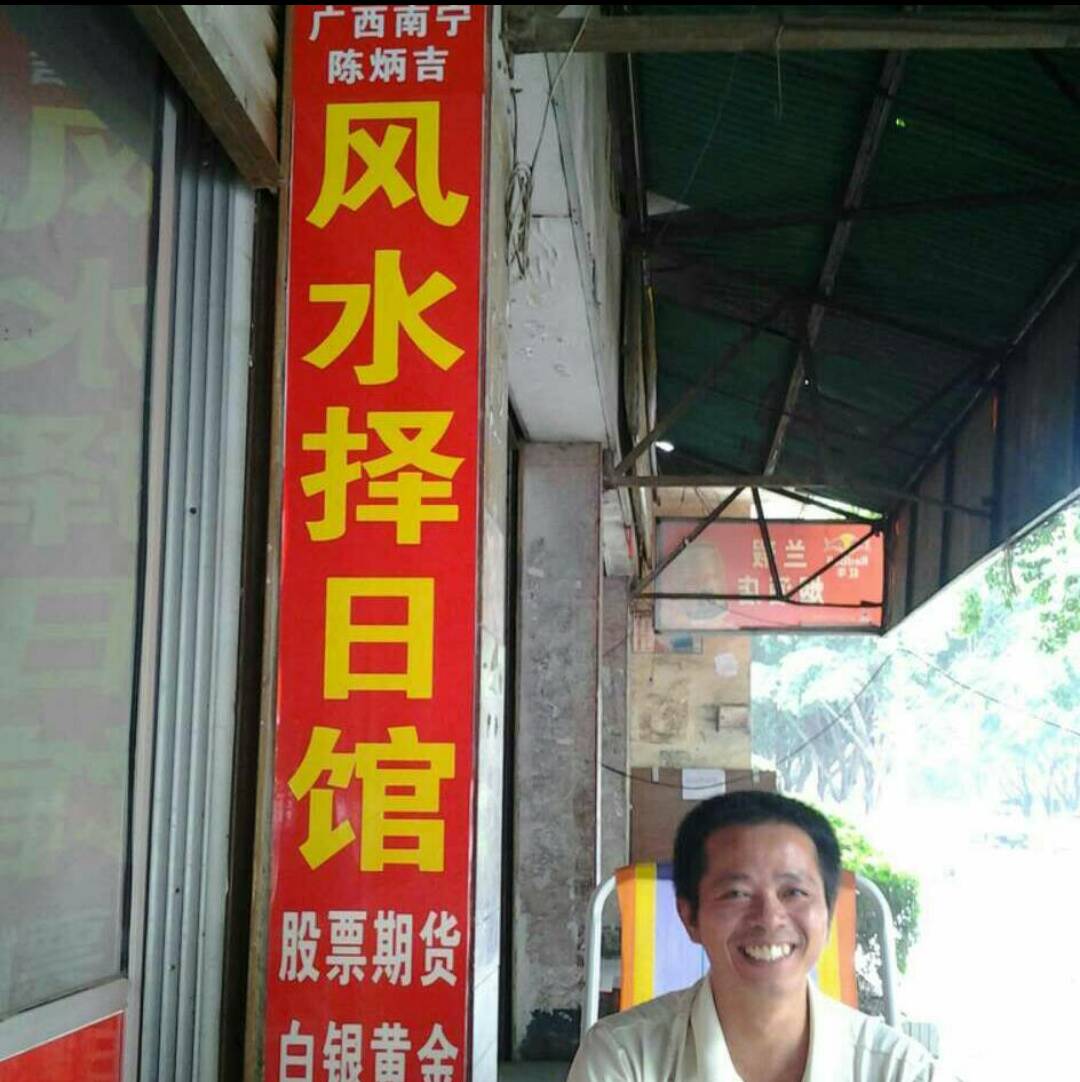 广西南宁
陈炳吉
风水择日馆
股票期货
白银黄金